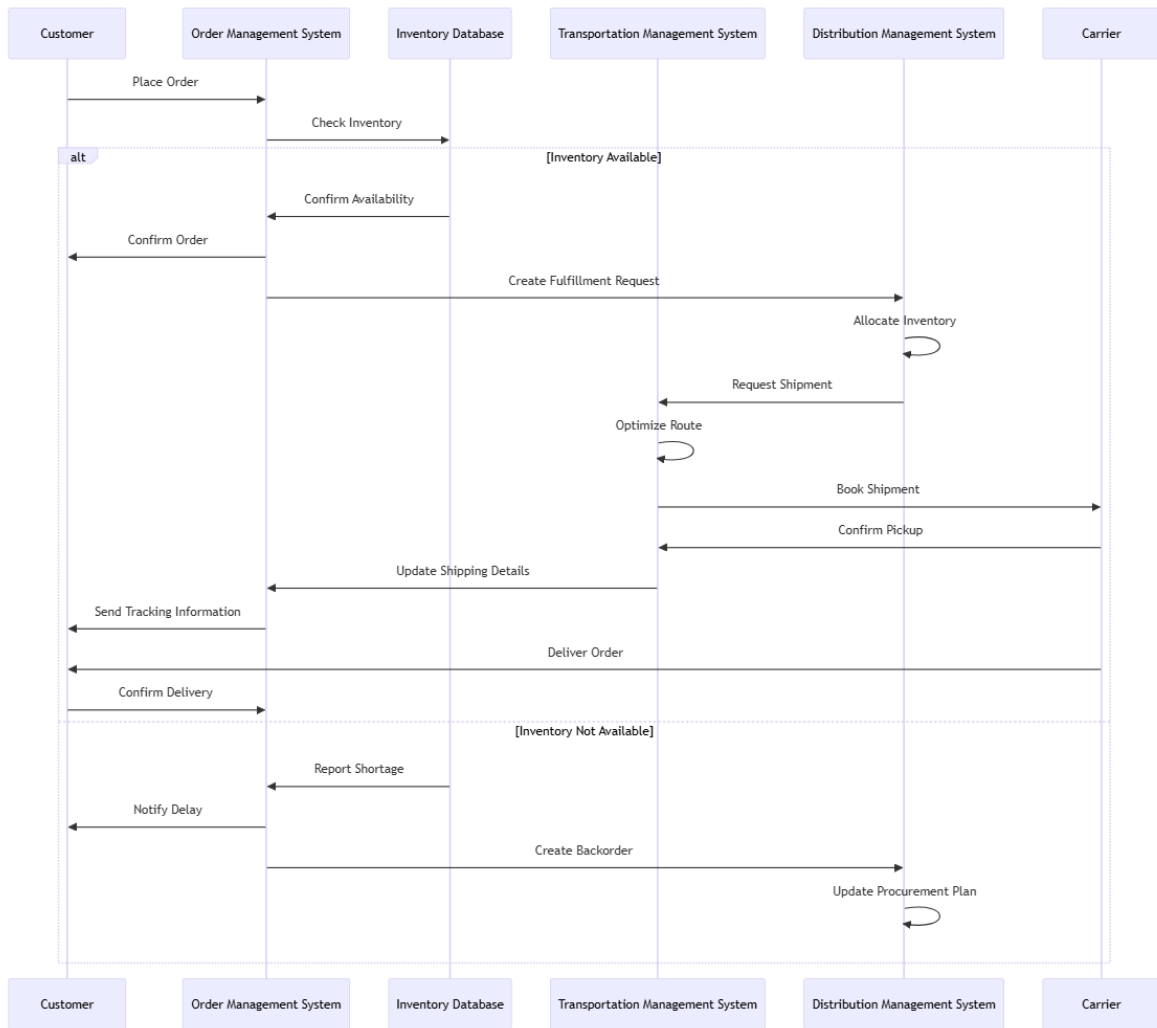 Customer
Order Management System
Inventory Database
Transportation Management System
Distribution Management System
Carrier
Place Order
Check Inventory
alt
[Inventory Available]
Confirm Availability
Confirm Order
Create Fulfillment Request
Allocate Inventory
Request Shipment
Optimize Route
Book Shipment
Confirm Pickup
Update Shipping Details
Send Tracking Information
Deliver Order
Confirm Delivery
[Inventory Not Available]
Report Shortage
Notify Delay
Create Backorder
Update Procurement Plan
Customer
Order Management System
Inventory Database
Transportation Management System
Distribution Management System
Carrier